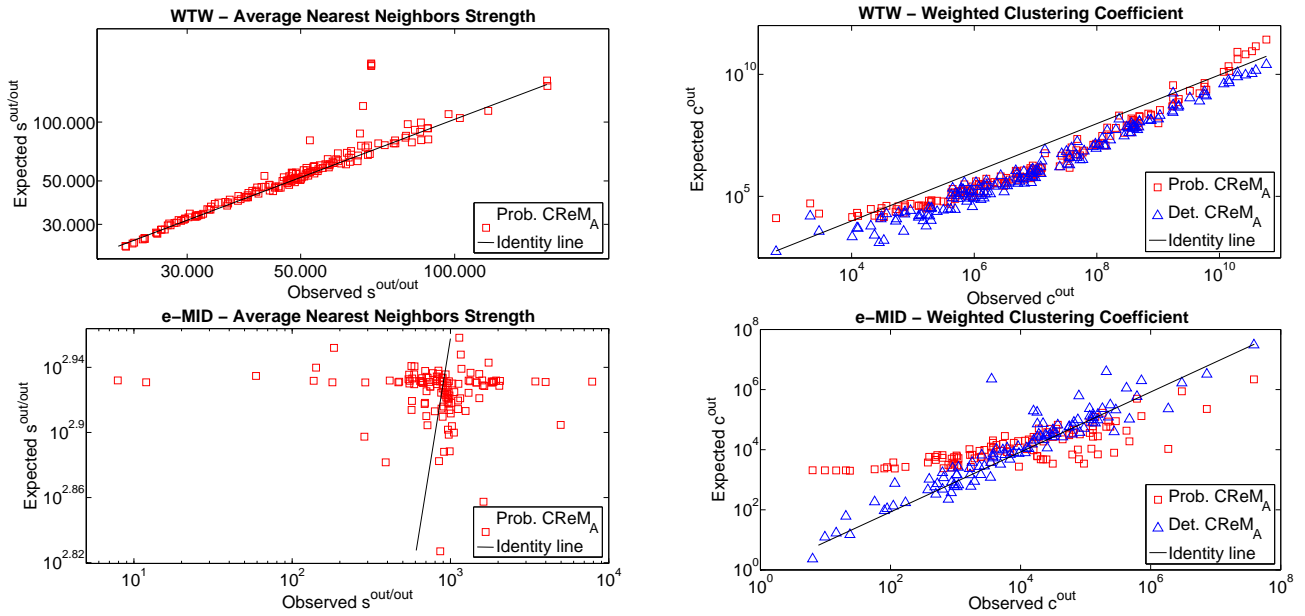 WTW – Average Nearest Neighbors Strength
Expected s^out/out
100.000
50.000
30.000
Prob. CReM_A
Identity line
30.000
50.000
100.000
Observed s^out/out
WTW – Weighted Clustering Coefficient
Expected c^out
10^10
10^5
Prob. CReM_A
Det. CReM_A
Identity line
10^4
10^6
10^8
10^10
Observed c^out
e–MID – Average Nearest Neighbors Strength
Expected s^out/out
10^2.94
10^2.9
10^2.86
10^2.82
Prob. CReM_A
Identity line
10^1
10^2
10^3
10^4
Observed s^out/out
e–MID – Weighted Clustering Coefficient
Expected c^out
10^8
10^6
10^4
10^2
10^0
Prob. CReM_A
Det. CReM_A
Identity line
10^0
10^2
10^4
10^6
10^8
Observed c^out